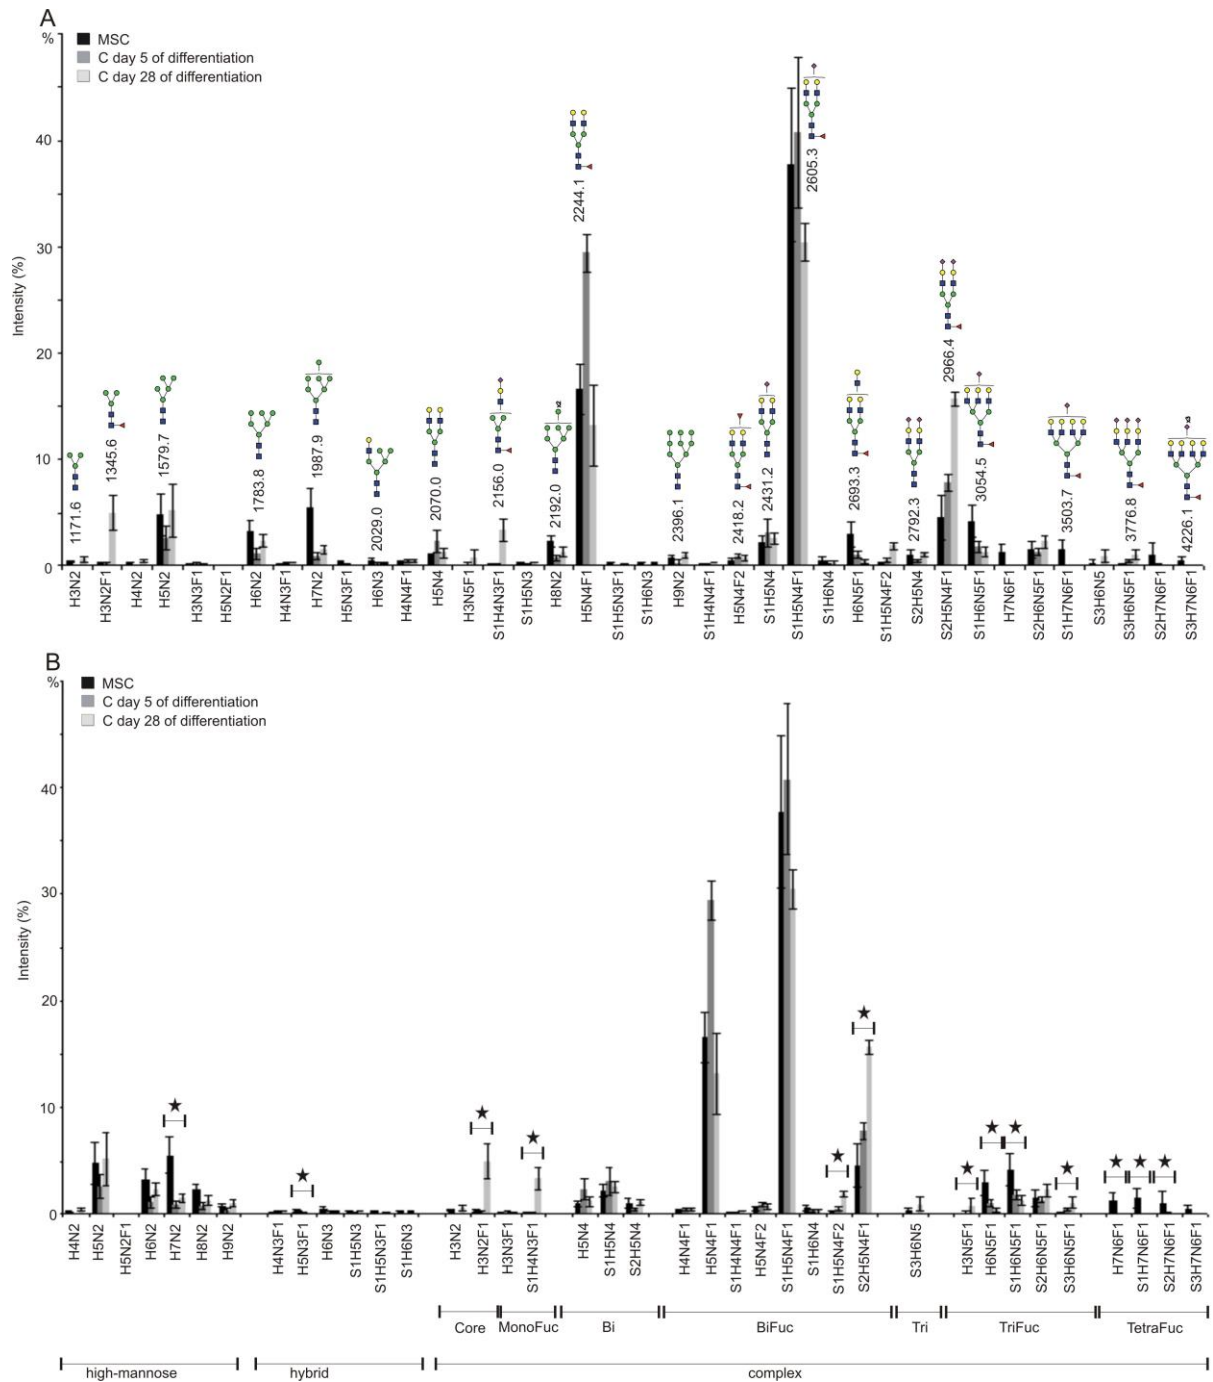 A
%
MSC
C day 5 of differentiation
C day 28 of differentiation
Intensity (%)
40
30
20
10
0
1171.6
1345.6
1579.7
1783.8
1987.9
2029.0
2070.0
2156.0
2192.0
2244.1
2396.1
2418.2
2431.2
2605.3
2693.3
2792.3
2966.4
3054.5
3503.7
3776.8
4226.1
H3N2
H3N2F1
H4N2
H5N2
H3N3F1
H5N2F1
H6N2
H4N3F1
H7N2
H5N3F1
H6N3
H4N4F1
H5N4
H3N5F1
S1H4N3F1
S1H5N3
H8N2
H5N4F1
S1H5N3F1
S1H6N3
H9N2
S1H4N4F1
H5N4F2
S1H5N4
S1H5N4F1
S1H6N4
H6N5F1
S1H5N4F2
S2H5N4
S2H5N4F1
S1H6N5F1
H7N6F1
S2H6N5F1
S1H7N6F1
S3H6N5
S3H6N5F1
S2H7N6F1
S3H7N6F1
B
%
MSC
C day 5 of differentiation
C day 28 of differentiation
Intensity (%)
40
30
20
10
0
H4N2
H5N2
H5N2F1
H6N2
H7N2
H8N2
H9N2
H4N3F1
H5N3F1
H6N3
S1H5N3
S1H5N3F1
S1H6N3
H3N2
H3N2F1
H3N3F1
S1H4N3F1
H5N4
S1H5N4
S2H5N4
H4N4F1
H5N4F1
S1H4N4F1
H5N4F2
S1H5N4F1
S1H6N4
S1H5N4F2
S2H5N4F1
S3H6N5
H3N5F1
H6N5F1
S1H6N5F1
S2H6N5F1
S3H6N5F1
H7N6F1
S1H7N6F1
S2H7N6F1
S3H7N6F1
Core
MonoFuc
Bi
BiFuc
Tri
TriFuc
TetraFuc
high-mannose
hybrid
complex